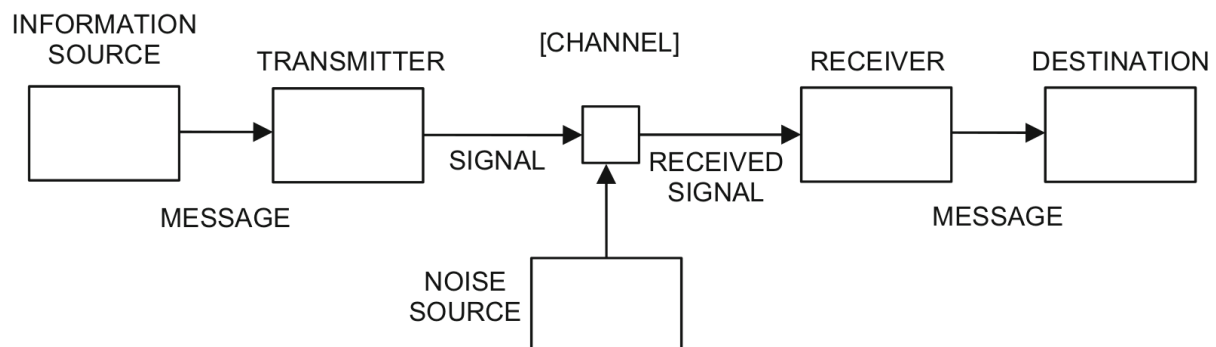 INFORMATION
SOURCE
TRANSMITTER
[CHANNEL]
RECEIVER
DESTINATION
SIGNAL
RECEIVED
SIGNAL
MESSAGE
MESSAGE
NOISE
SOURCE